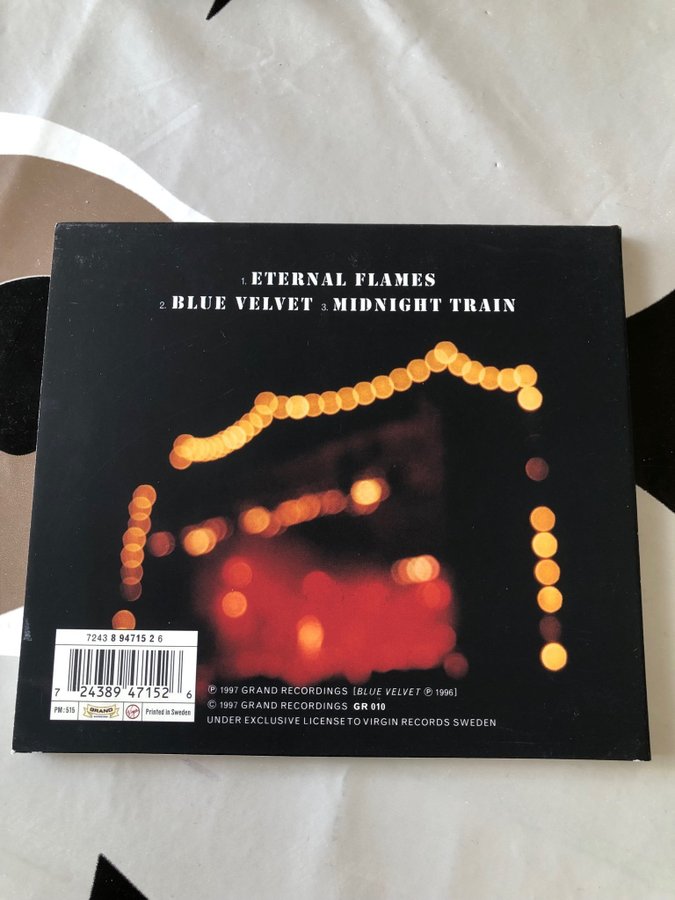 1. ETERNAL FLAMES
2. BLUE VELVET 3. MIDNIGHT TRAIN
7243 8 94715 2 6
7 24389 47152 6
PM: 515 GRAND Virgin Printed in Sweden
℗ 1997 GRAND RECORDINGS [BLUE VELVET ℗ 1996]
© 1997 GRAND RECORDINGS GR 010
UNDER EXCLUSIVE LICENSE TO VIRGIN RECORDS SWEDEN